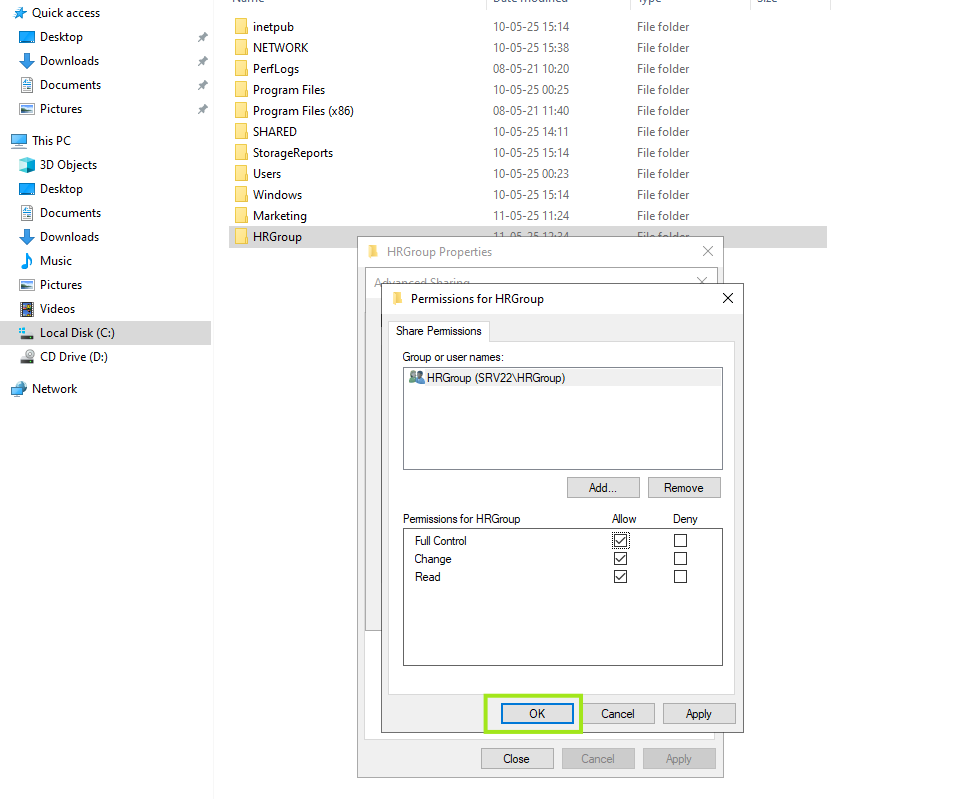 Name Date modified Type Size
Quick access
Desktop
Downloads
Documents
Pictures
This PC
3D Objects
Desktop
Documents
Downloads
Music
Pictures
Videos
Local Disk (C:)
CD Drive (D:)
Network
inetpub 10-05-25 15:14 File folder
NETWORK 10-05-25 15:38 File folder
PerfLogs 08-05-21 10:20 File folder
Program Files 10-05-25 00:25 File folder
Program Files (x86) 08-05-21 11:40 File folder
SHARED 10-05-25 14:11 File folder
StorageReports 10-05-25 15:14 File folder
Users 10-05-25 00:23 File folder
Windows 10-05-25 15:14 File folder
Marketing 11-05-25 11:24 File folder
HRGroup 11-05-25 12:34 File folder
HRGroup Properties
Advanced Sharing
Permissions for HRGroup
Share Permissions
Group or user names:
HRGroup (SRV22\HRGroup)
Add... Remove
Permissions for HRGroup Allow Deny
Full Control
Change
Read
OK Cancel Apply
Close Cancel Apply